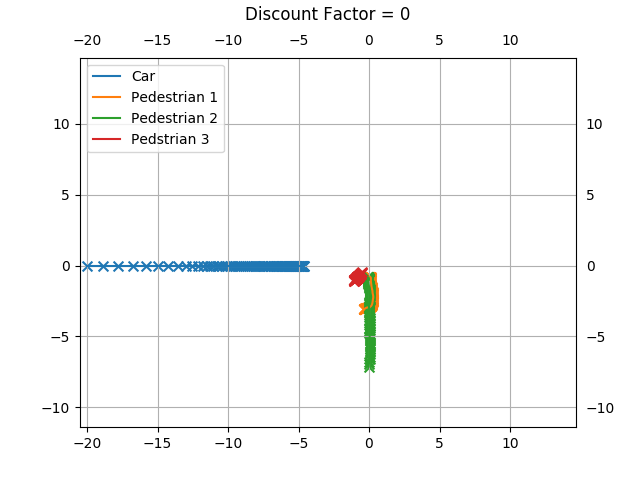 Discount Factor = 0
−20 −15 −10 −5 0 5 10
Car
Pedestrian 1
Pedestrian 2
Pedstrian 3
10 10
5 5
0 0
−5 −5
−10 −10
−20 −15 −10 −5 0 5 10